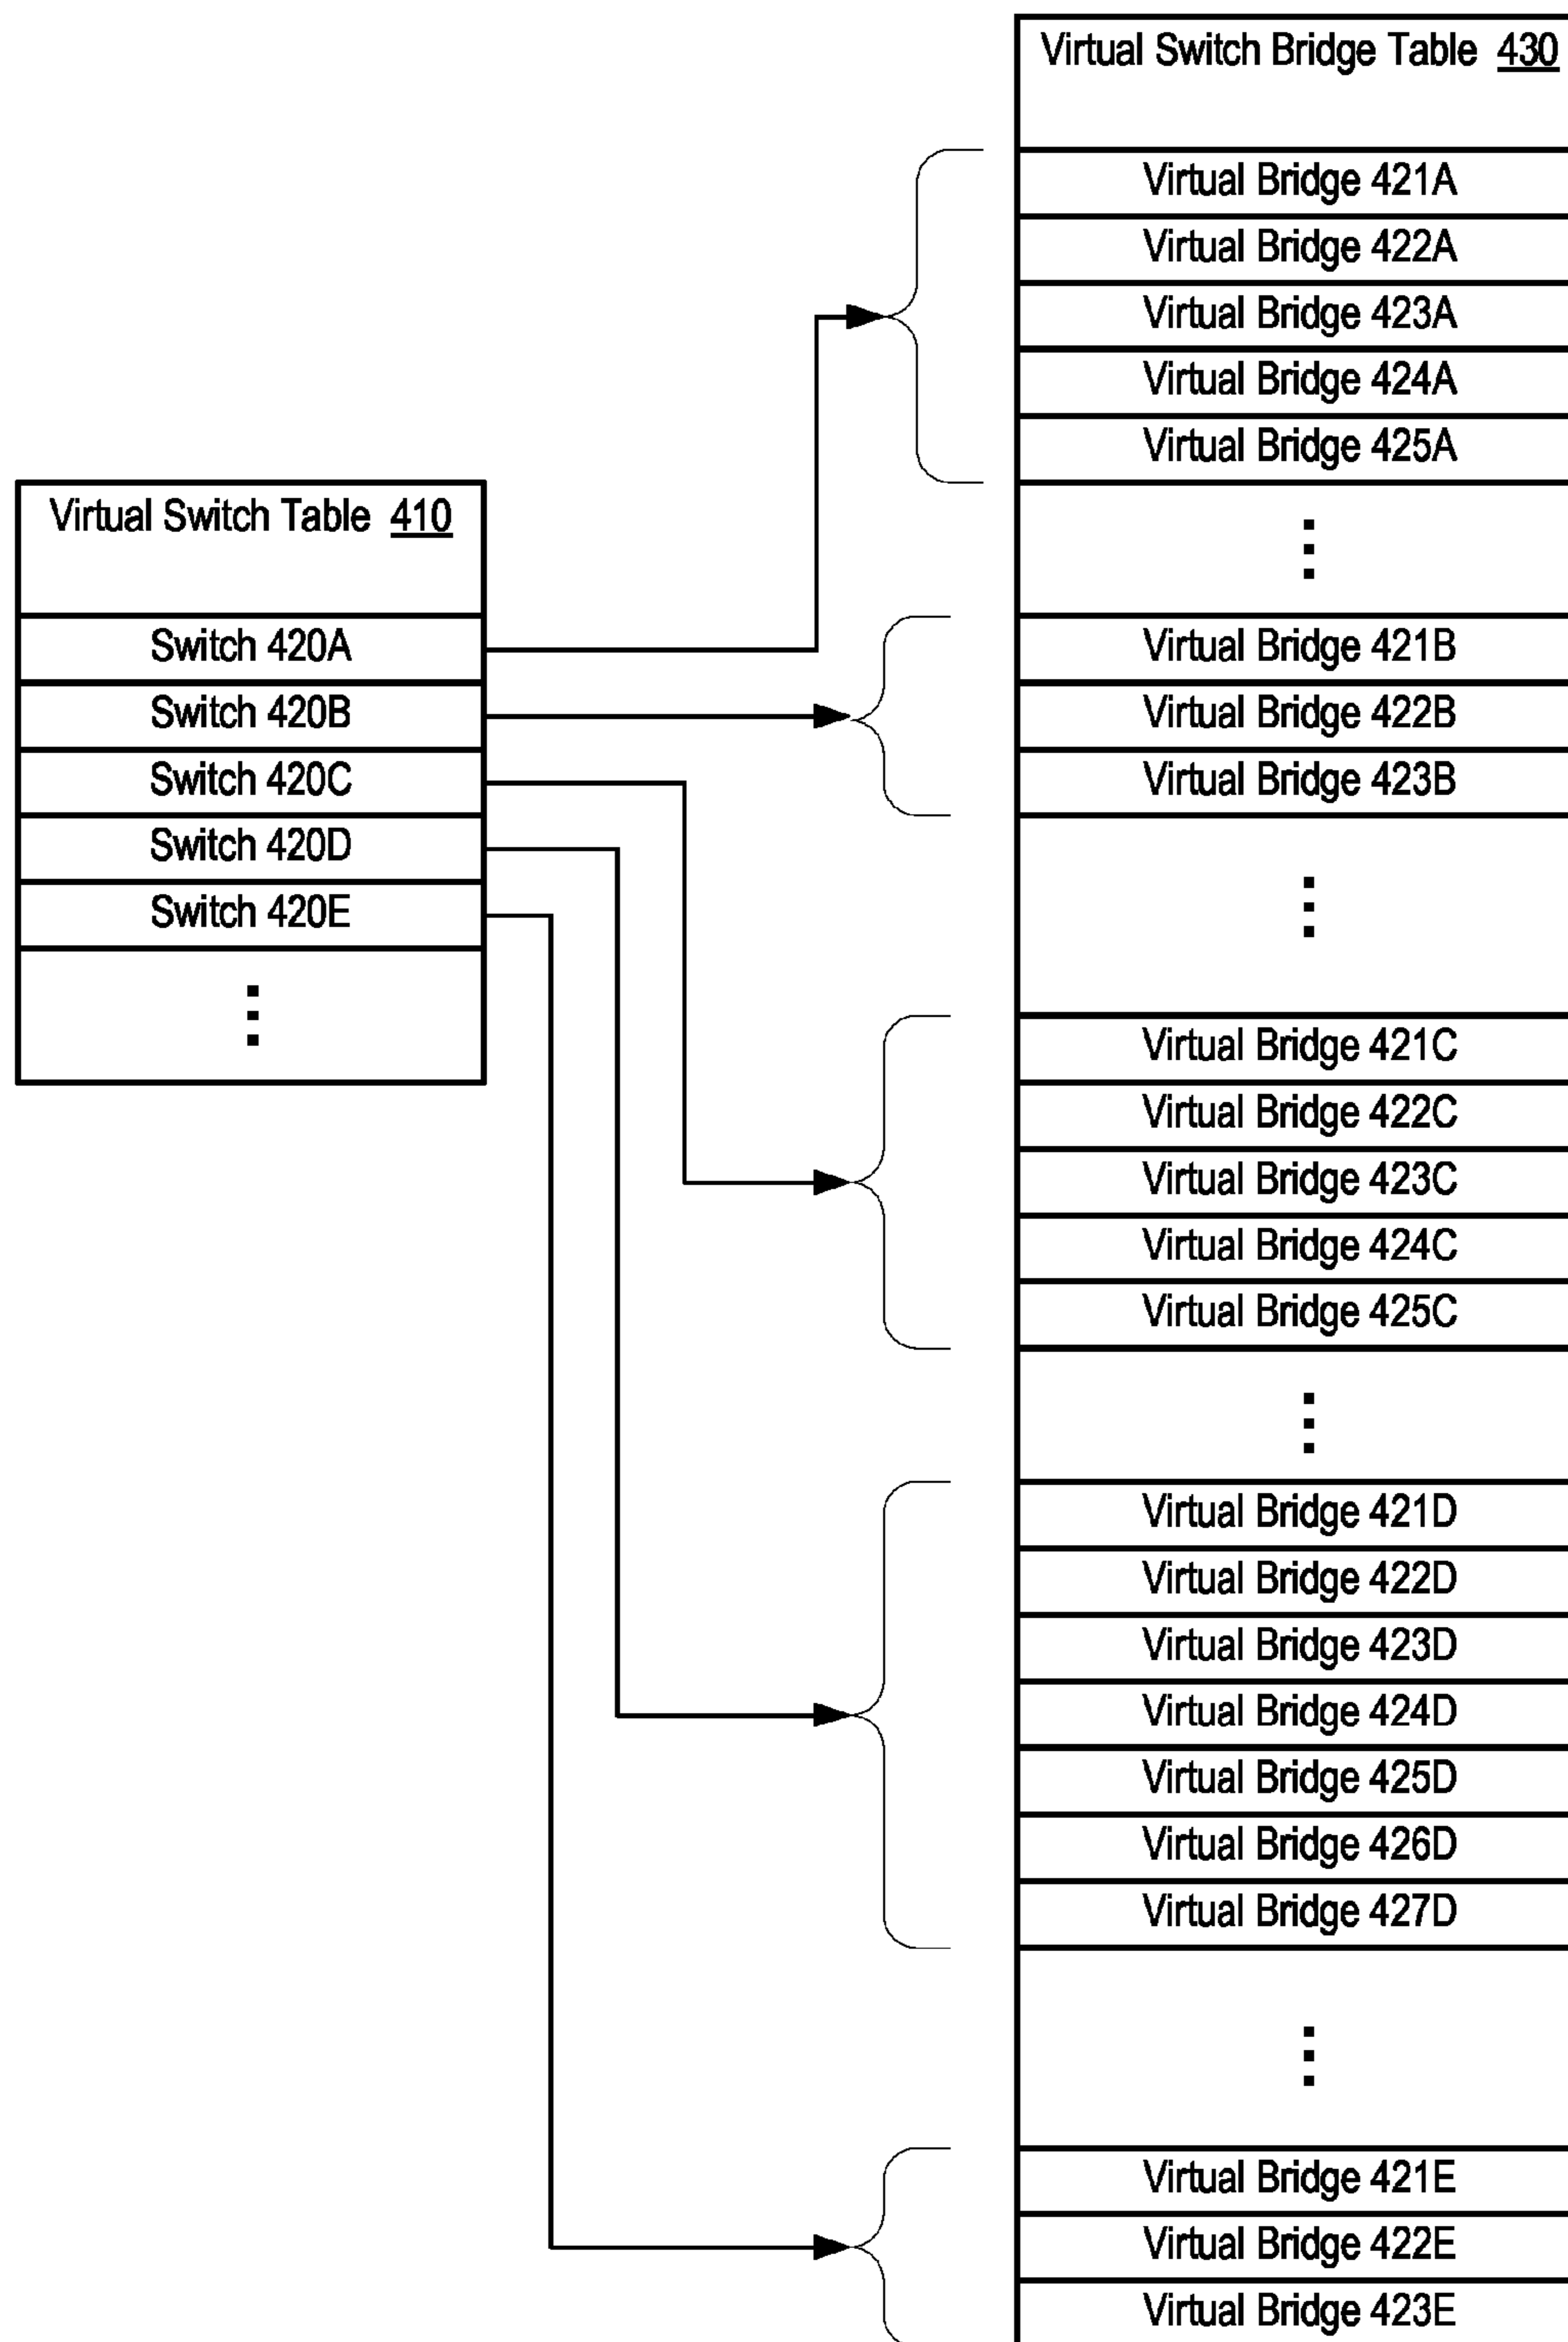 Virtual Switch Bridge Table 430
Virtual Bridge 421A
Virtual Bridge 422A
Virtual Bridge 423A
Virtual Bridge 424A
Virtual Bridge 425A
Virtual Switch Table 410
Switch 420A
Switch 420B
Switch 420C
Switch 420D
Switch 420E
Virtual Bridge 421B
Virtual Bridge 422B
Virtual Bridge 423B
Virtual Bridge 421C
Virtual Bridge 422C
Virtual Bridge 423C
Virtual Bridge 424C
Virtual Bridge 425C
Virtual Bridge 421D
Virtual Bridge 422D
Virtual Bridge 423D
Virtual Bridge 424D
Virtual Bridge 425D
Virtual Bridge 426D
Virtual Bridge 427D
Virtual Bridge 421E
Virtual Bridge 422E
Virtual Bridge 423E